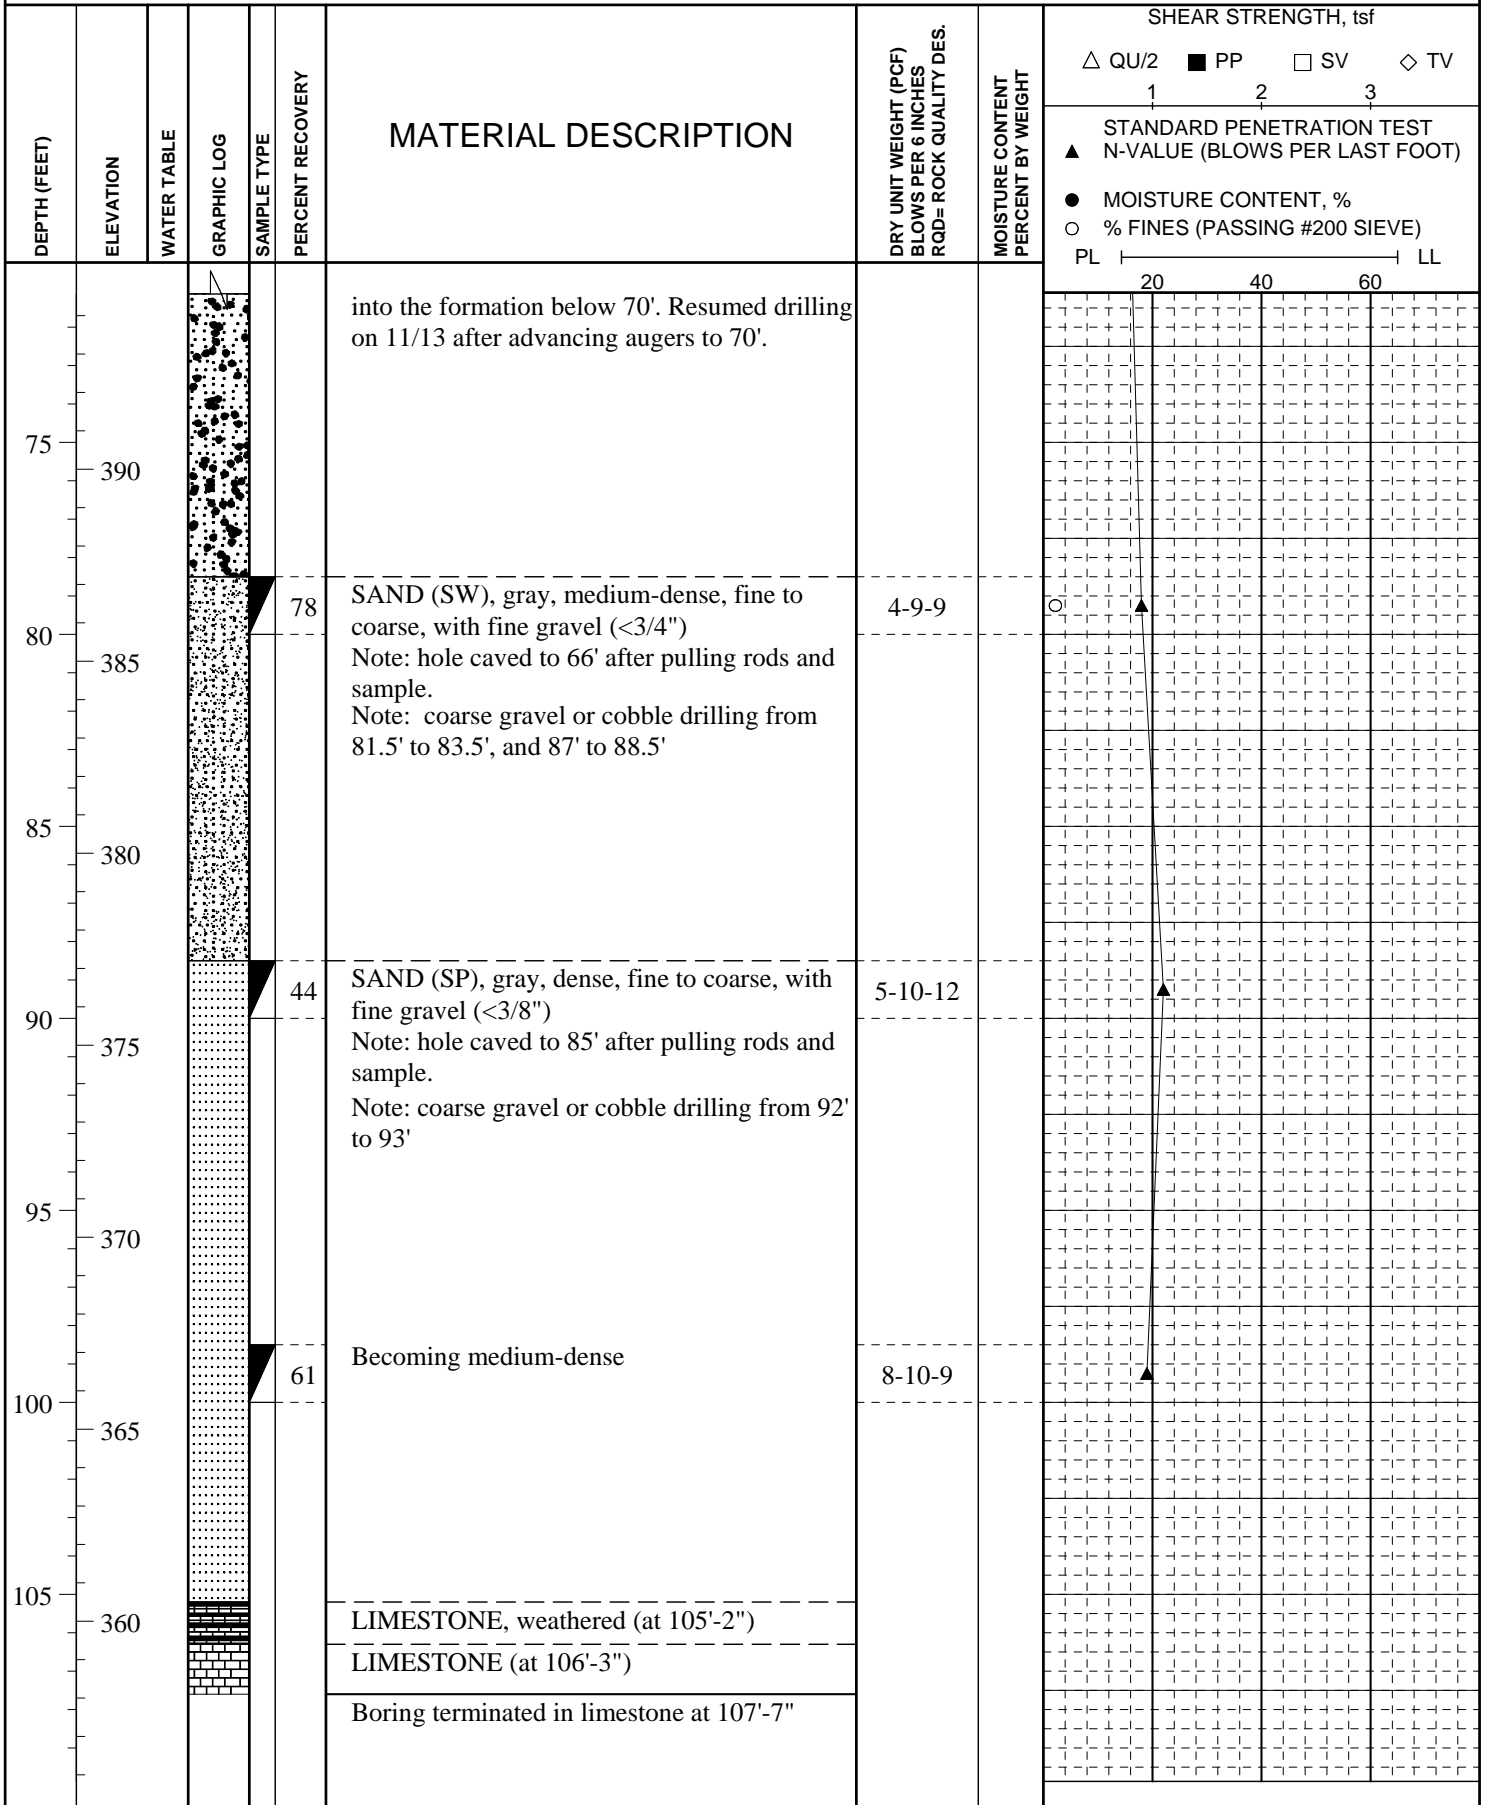 DEPTH (FEET)
ELEVATION
WATER TABLE
GRAPHIC LOG
SAMPLE TYPE
PERCENT RECOVERY
MATERIAL DESCRIPTION
DRY UNIT WEIGHT (PCF)
BLOWS PER 6 INCHES
RQD= ROCK QUALITY DES.
MOISTURE CONTENT
PERCENT BY WEIGHT
SHEAR STRENGTH, tsf
△ QU/2 ■ PP □ SV ◇ TV
1 2 3
STANDARD PENETRATION TEST
▲ N-VALUE (BLOWS PER LAST FOOT)
● MOISTURE CONTENT, %
○ % FINES (PASSING #200 SIEVE)
PL LL
20 40 60
into the formation below 70'. Resumed drilling
on 11/13 after advancing augers to 70'.
75
390
78
SAND (SW), gray, medium-dense, fine to
coarse, with fine gravel (<3/4")
4-9-9
80
385
Note: hole caved to 66' after pulling rods and
sample.
Note: coarse gravel or cobble drilling from
81.5' to 83.5', and 87' to 88.5'
85
380
44
SAND (SP), gray, dense, fine to coarse, with
fine gravel (<3/8")
5-10-12
90
375
Note: hole caved to 85' after pulling rods and
sample.
Note: coarse gravel or cobble drilling from 92'
to 93'
95
370
61
Becoming medium-dense
8-10-9
100
365
105
360
LIMESTONE, weathered (at 105'-2")
LIMESTONE (at 106'-3")
Boring terminated in limestone at 107'-7"